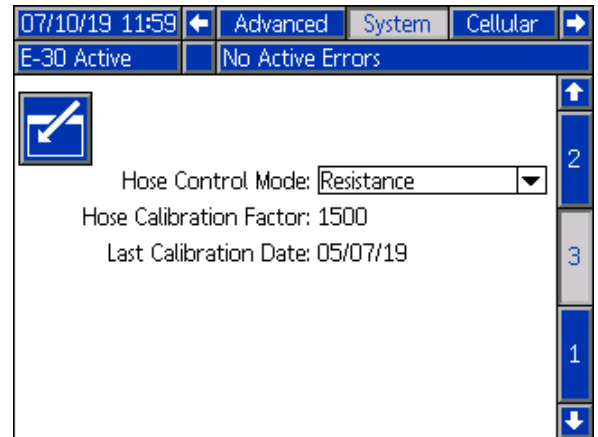 07/10/19 11:59 Advanced System Cellular
E-30 Active No Active Errors
2
Hose Control Mode: Resistance
Hose Calibration Factor: 1500
Last Calibration Date: 05/07/19
3
1